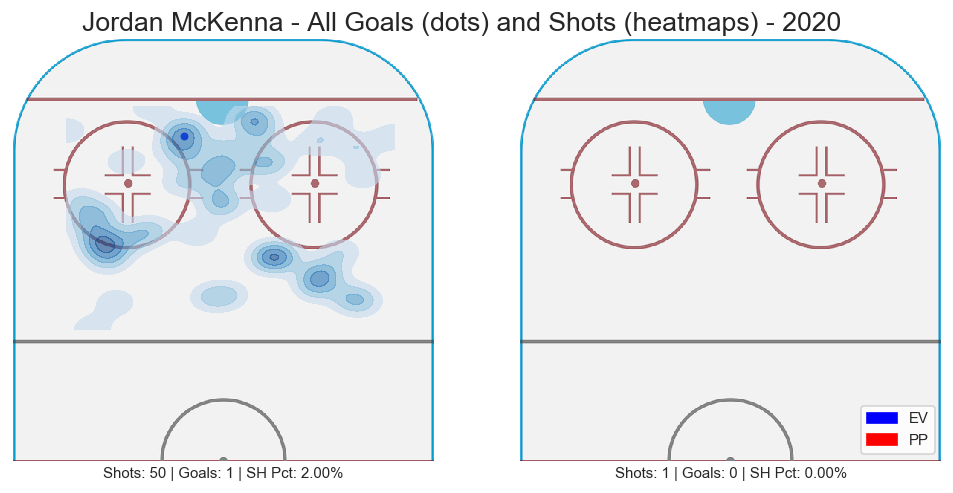 Jordan McKenna - All Goals (dots) and Shots (heatmaps) - 2020
EV
PP
Shots: 50 | Goals: 1 | SH Pct: 2.00%
Shots: 1 | Goals: 0 | SH Pct: 0.00%